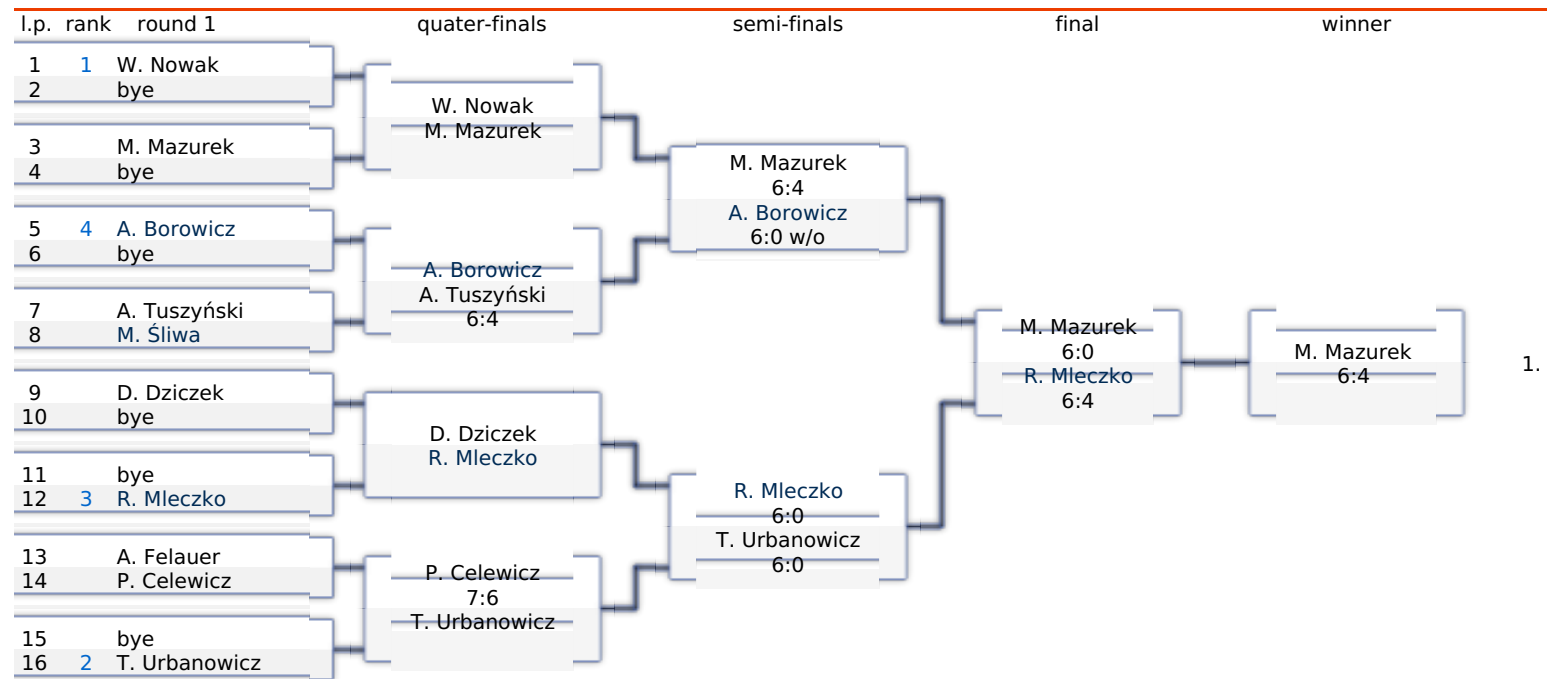 l.p. rank round 1 quater-finals semi-finals final winner
1 1 W. Nowak
2 bye
3 M. Mazurek
4 bye
5 4 A. Borowicz
6 bye
7 A. Tuszyński
8 M. Śliwa
9 D. Dziczek
10 bye
11 bye
12 3 R. Mleczko
13 A. Felauer
14 P. Celewicz
15 bye
16 2 T. Urbanowicz
W. Nowak
M. Mazurek
A. Borowicz
A. Tuszyński
6:4
D. Dziczek
R. Mleczko
P. Celewicz
7:6
T. Urbanowicz
M. Mazurek
6:4
A. Borowicz
6:0 w/o
R. Mleczko
6:0
T. Urbanowicz
6:0
M. Mazurek
6:0
R. Mleczko
6:4
M. Mazurek
6:4
1.